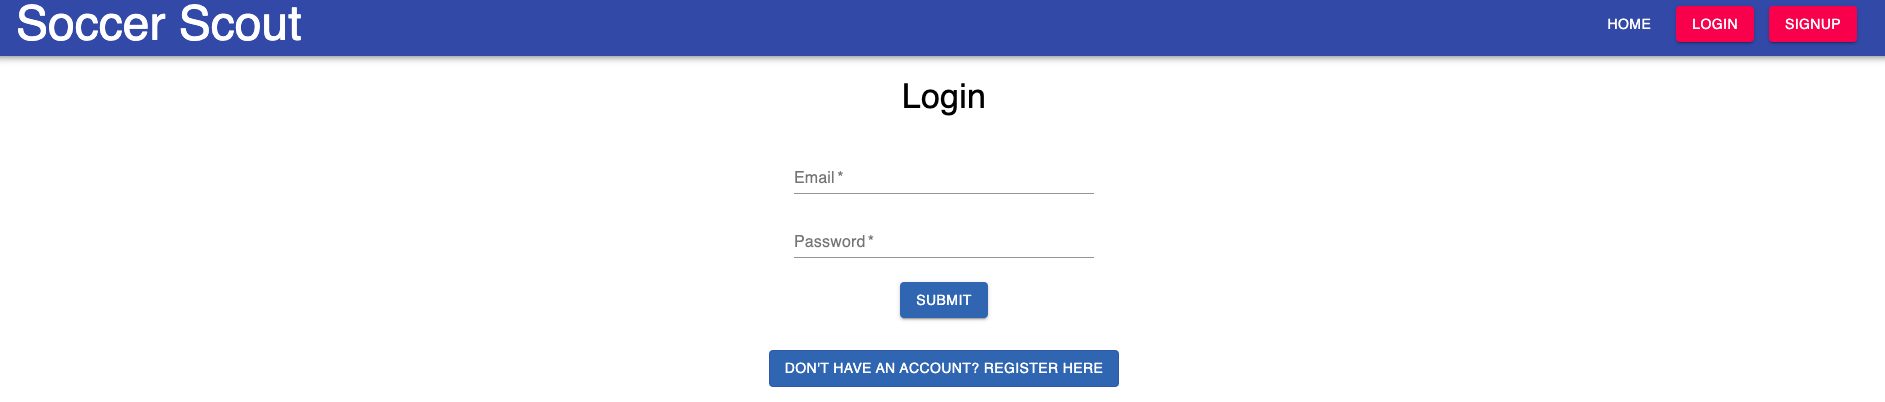 Soccer Scout
HOME LOGIN SIGNUP
Login
Email *
Password *
SUBMIT
DON'T HAVE AN ACCOUNT? REGISTER HERE